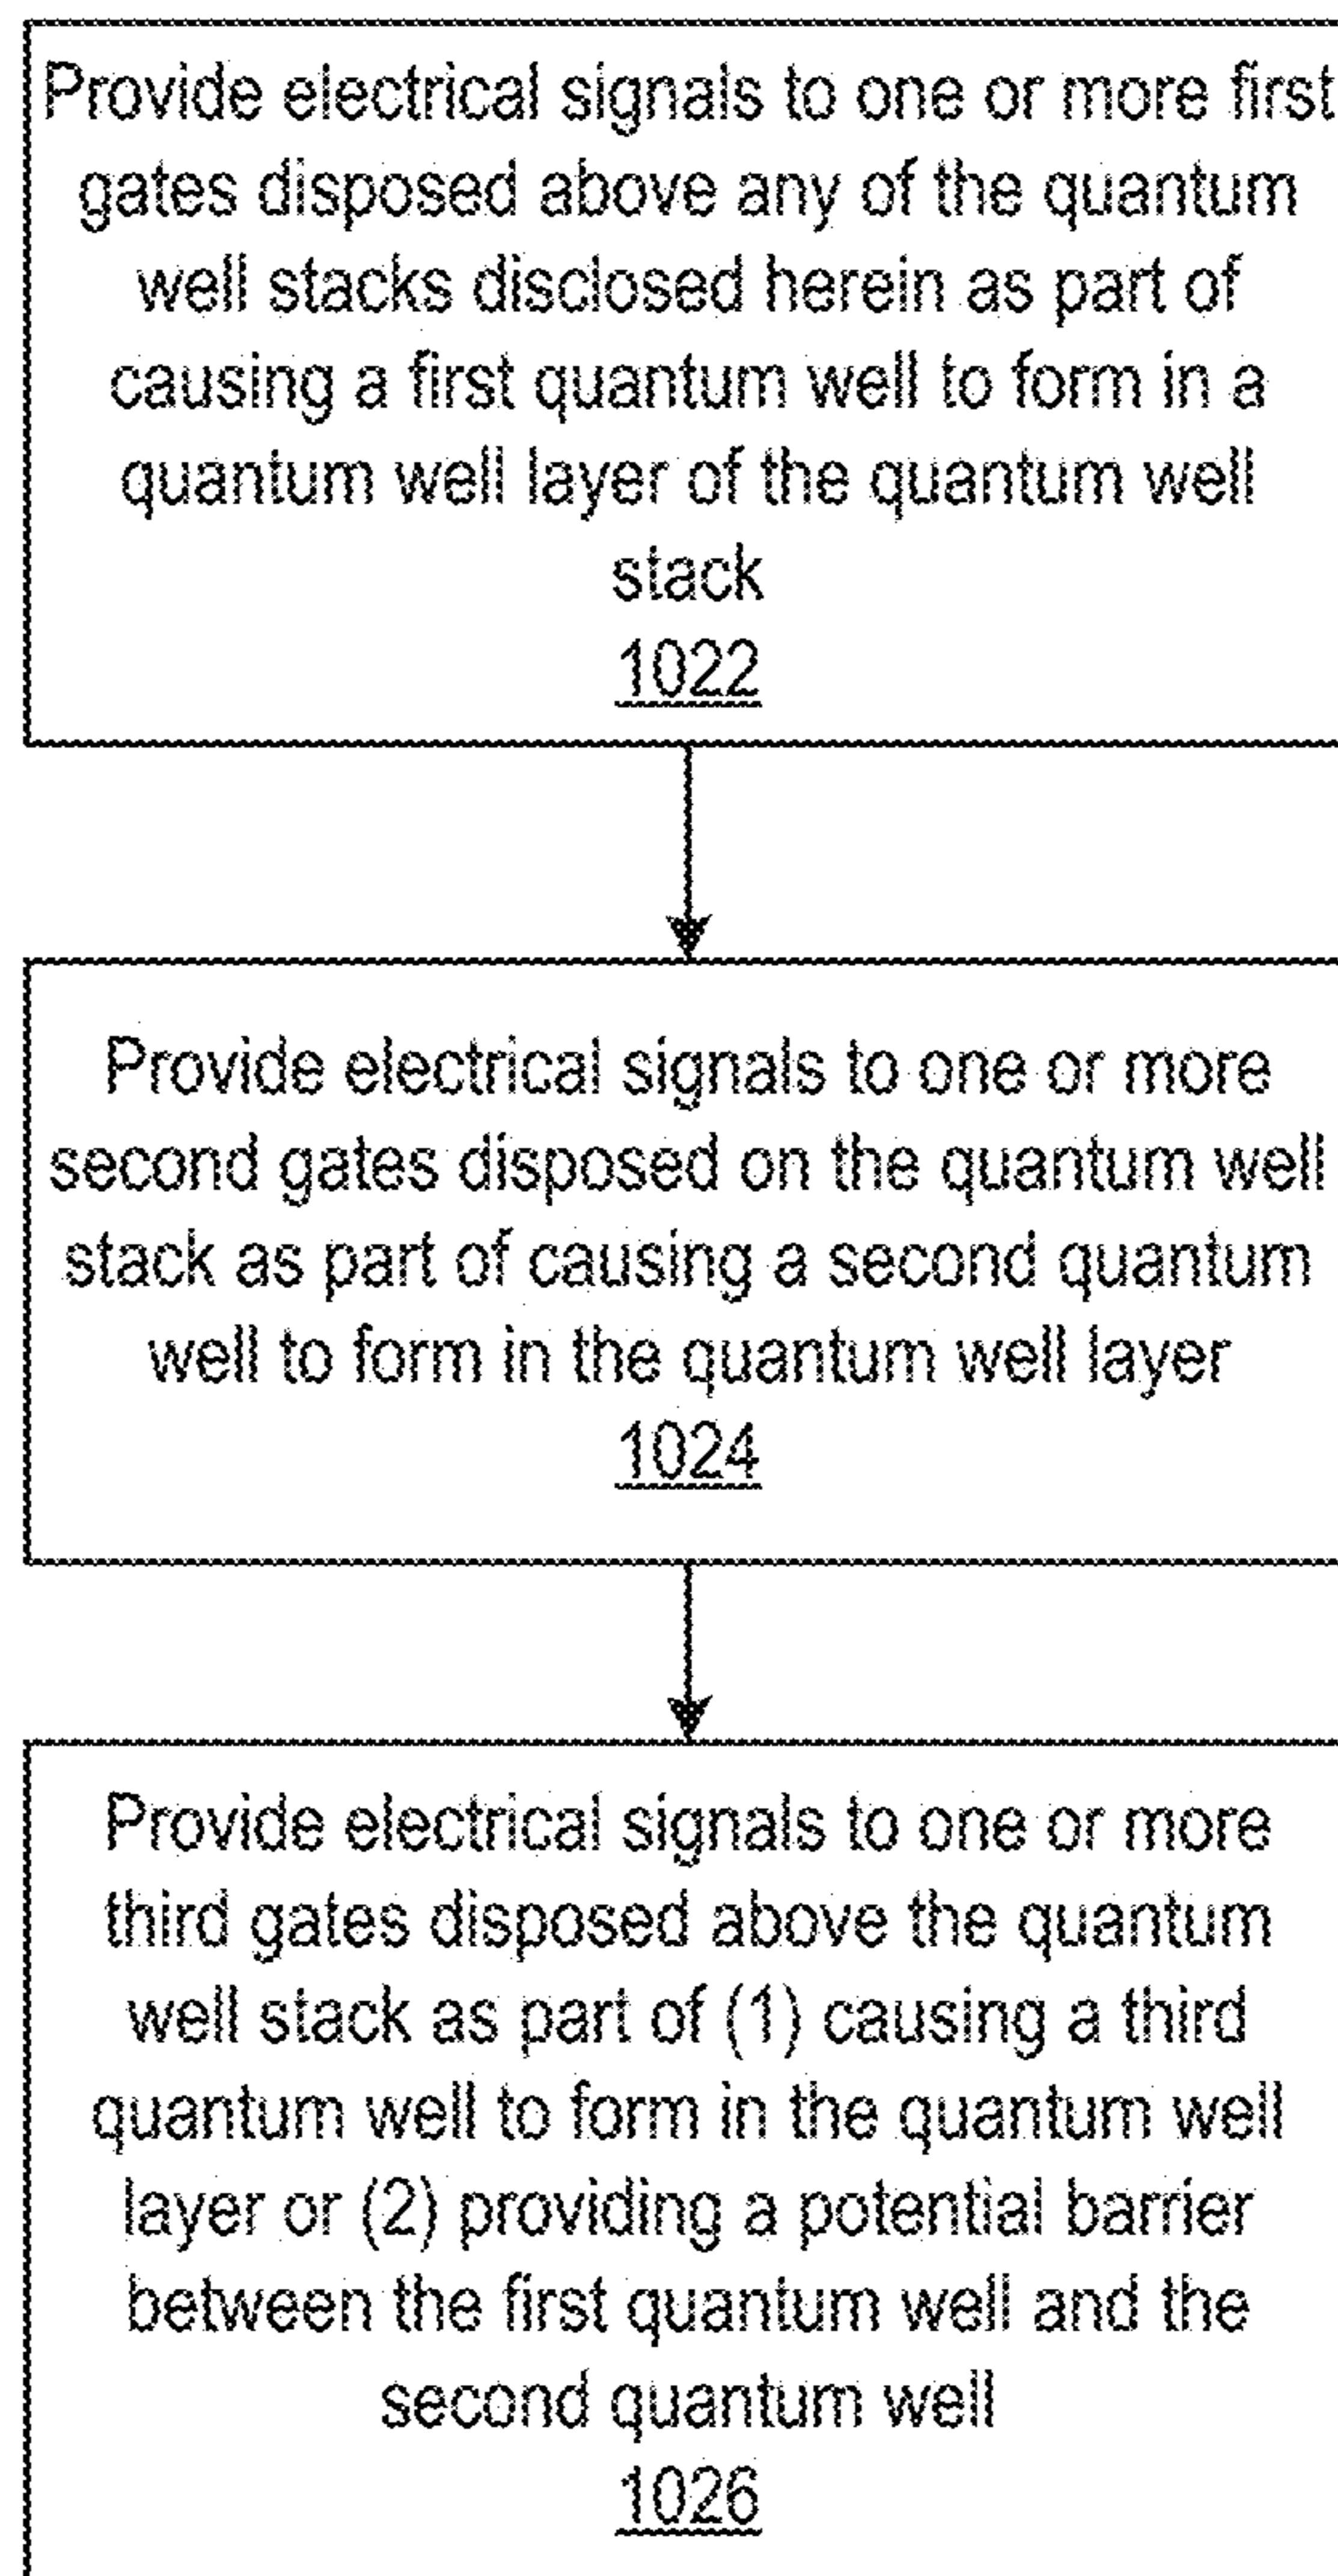 Provide electrical signals to one or more first
gates disposed above any of the quantum
well stacks disclosed herein as part of
causing a first quantum well to form in a
quantum well layer of the quantum well
stack
1022
Provide electrical signals to one or more
second gates disposed on the quantum well
stack as part of causing a second quantum
well to form in the quantum well layer
1024
Provide electrical signals to one or more
third gates disposed above the quantum
well stack as part of (1) causing a third
quantum well to form in the quantum well
layer or (2) providing a potential barrier
between the first quantum well and the
second quantum well
1026